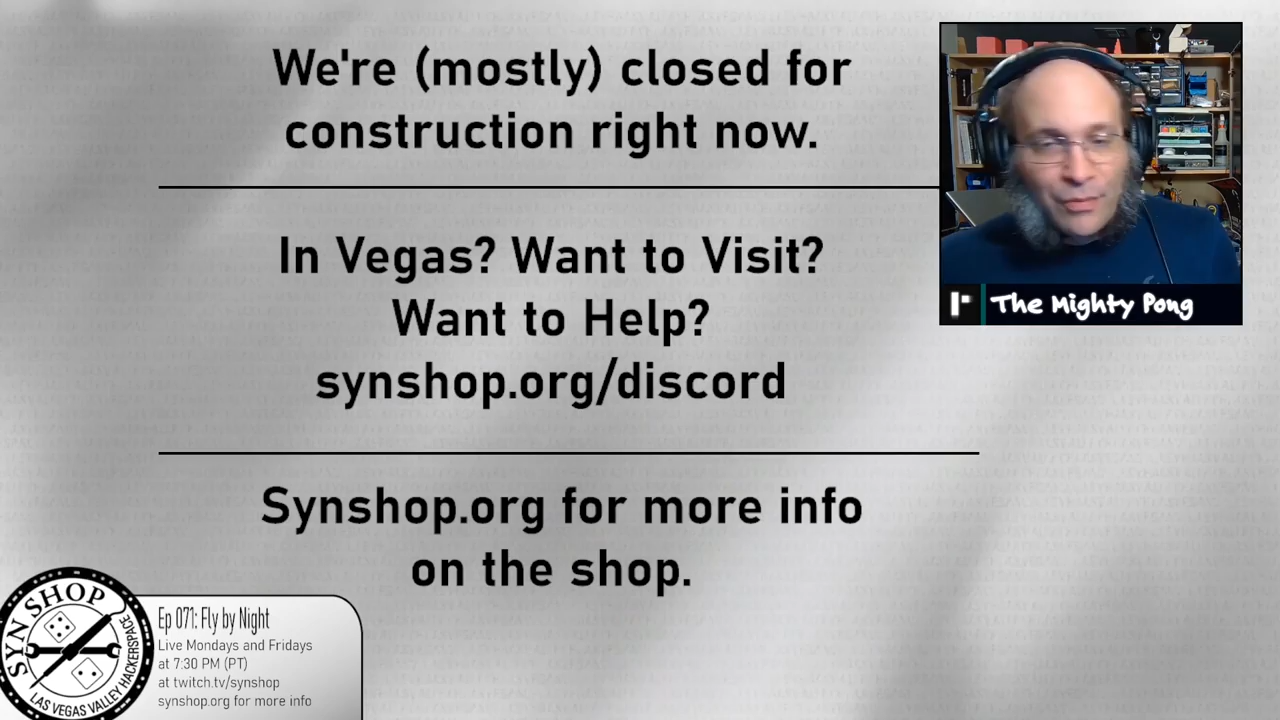 We're (mostly) closed for
construction right now.
In Vegas? Want to Visit?
Want to Help?
synshop.org/discord
Synshop.org for more info
on the shop.
The Mighty Pong
SYN SHOP
LAS VEGAS VALLEY HACKERSPACE
Ep 071: Fly by Night
Live Mondays and Fridays
at 7:30 PM (PT)
at twitch.tv/synshop
synshop.org for more info